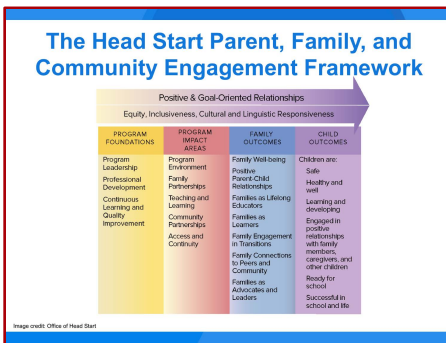 The Head Start Parent, Family, and
Community Engagement Framework
Positive & Goal-Oriented Relationships
Equity, Inclusiveness, Cultural and Linguistic Responsiveness
PROGRAM
FOUNDATIONS
Program
Leadership
Professional
Development
Continuous
Learning and
Quality
Improvement
PROGRAM
IMPACT
AREAS
Program
Environment
Family
Partnerships
Teaching and
Learning
Community
Partnerships
Access and
Continuity
FAMILY
OUTCOMES
Family Well-being
Positive
Parent-Child
Relationships
Families as Lifelong
Educators
Families as
Learners
Family Engagement
in Transitions
Family Connections
to Peers and
Community
Families as
Advocates and
Leaders
CHILD
OUTCOMES
Children are:
Safe
Healthy and
well
Learning and
developing
Engaged in
positive
relationships
with family
members,
caregivers, and
other children
Ready for
school
Successful in
school and life
Image credit: Office of Head Start